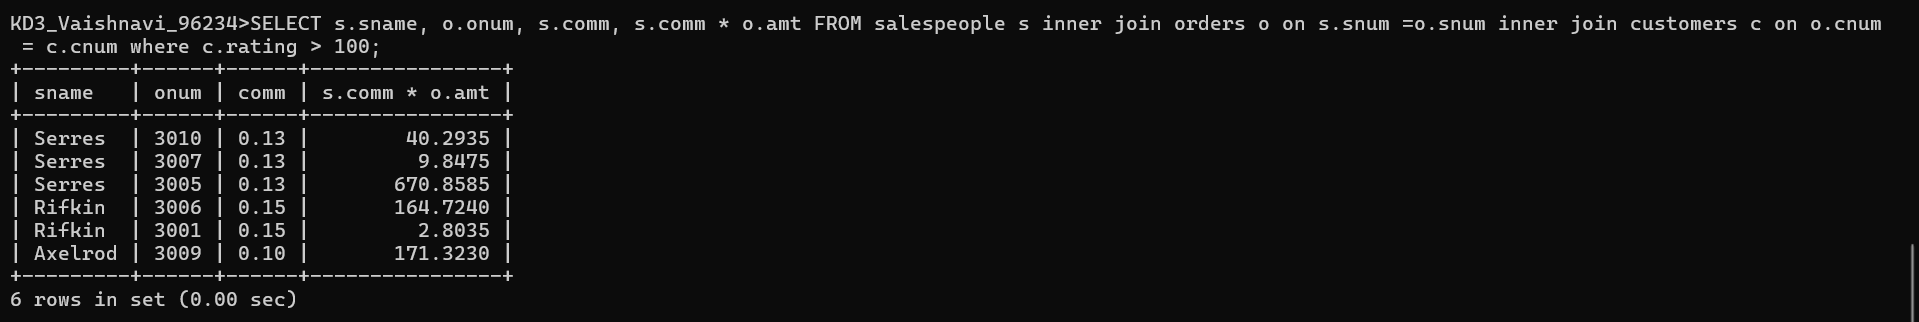 KD3_Vaishnavi_96234>SELECT s.sname, o.onum, s.comm, s.comm * o.amt FROM salespeople s inner join orders o on s.snum =o.snum inner join customers c on o.cnum
 = c.cnum where c.rating > 100;
+---------+------+------+----------------+
| sname   | onum | comm | s.comm * o.amt |
+---------+------+------+----------------+
| Serres  | 3010 | 0.13 |        40.2935 |
| Serres  | 3007 | 0.13 |         9.8475 |
| Serres  | 3005 | 0.13 |       670.8585 |
| Rifkin  | 3006 | 0.15 |       164.7240 |
| Rifkin  | 3001 | 0.15 |         2.8035 |
| Axelrod | 3009 | 0.10 |       171.3230 |
+---------+------+------+----------------+
6 rows in set (0.00 sec)